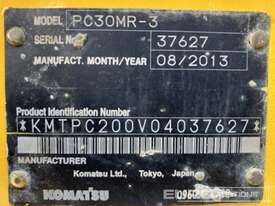 MODEL PC30MR-3
SERIAL NO. 37627
MANUFACT. MONTH/YEAR 08/2013
Product Identification Number
*KMTPC200V04037627*
MANUFACTURER
Komatsu Ltd. Tokyo, Japan
KOMATSU